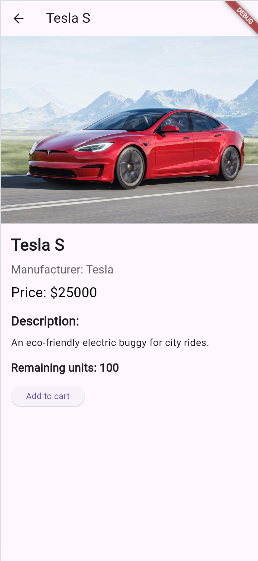 Tesla S
DEBUG
Tesla S
Manufacturer: Tesla
Price: $25000
Description:
An eco-friendly electric buggy for city rides.
Remaining units: 100
Add to cart